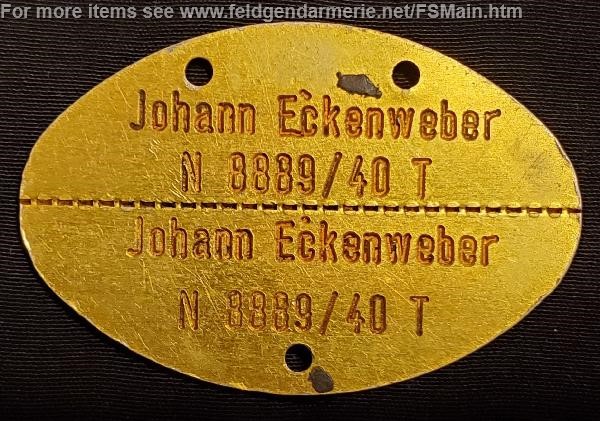 For more items see www.feldgendarmerie.net/FSMain.htm
Johann Eckenweber
N 8889/40 T
Johann Eckenweber
N 8889/40 T